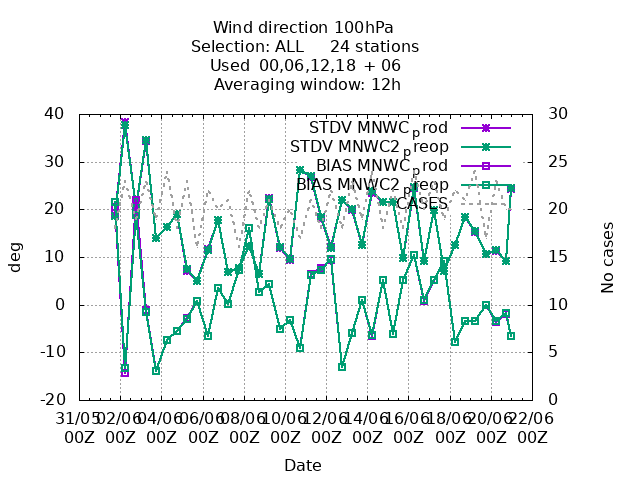 Wind direction 100hPa
Selection: ALL 24 stations
Used 00,06,12,18 + 06
Averaging window: 12h
40
30
20
10
0
-10
-20
deg
30
25
20
15
10
5
0
No cases
STDV MNWC_prod
STDV MNWC2_preop
BIAS MNWC_prod
BIAS MNWC2_preop
CASES
31/05 02/06 04/06 06/06 08/06 10/06 12/06 14/06 16/06 18/06 20/06 22/06
00Z 00Z 00Z 00Z 00Z 00Z 00Z 00Z 00Z 00Z 00Z 00Z
Date